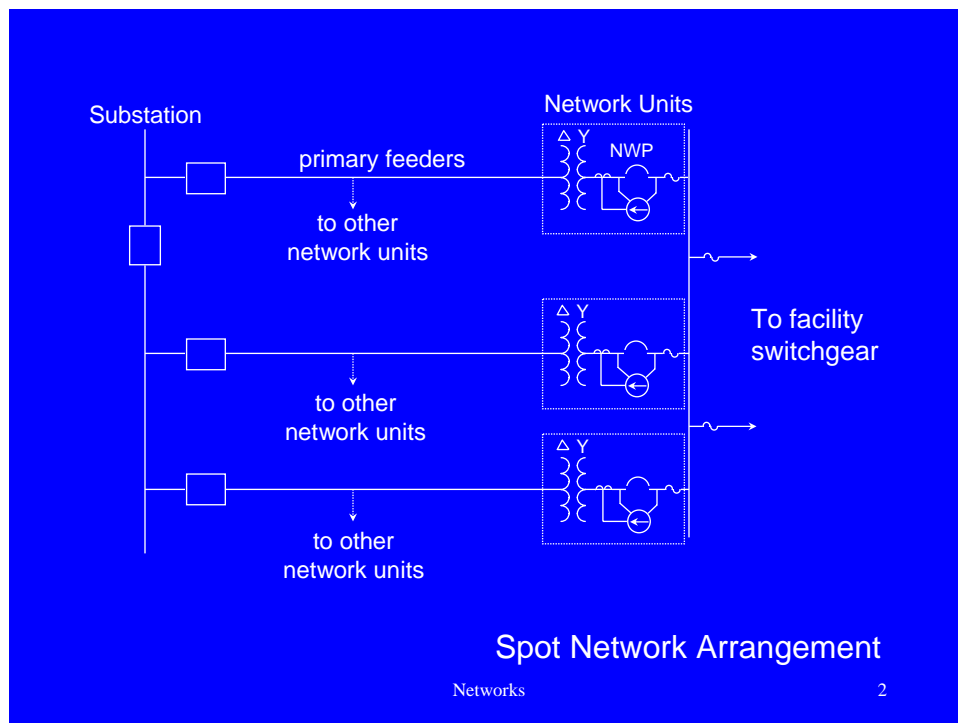 Substation
Network Units
Δ Y
NWP
primary feeders
to other
network units
Δ Y
To facility
switchgear
to other
network units
Δ Y
to other
network units
Spot Network Arrangement
Networks
2